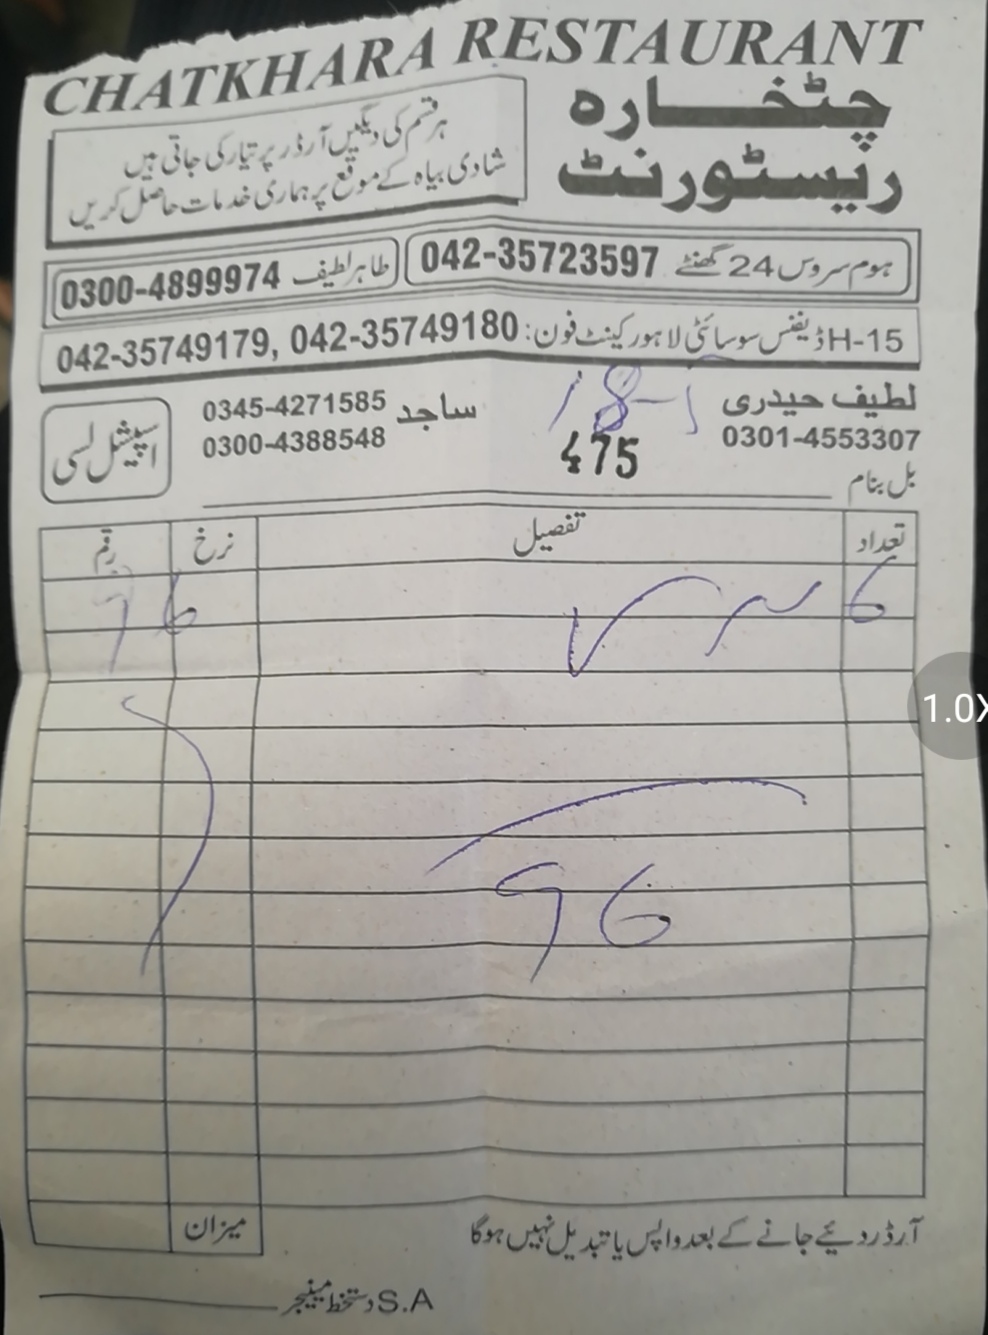 CHATKHARA RESTAURANT
چٹخارہ
ریسٹورنٹ
ہر قسم کی دیگیں آرڈر پر تیار کی جاتی ہیں
شادی بیاہ کے موقع پر ہماری خدمات حاصل کریں
ہوم سروس 24 گھنٹے 042-35723597
طاہر لطیف 0300-4899974
H-15 ڈیفنس سوسائٹی لاہور کینٹ فون: 042-35749179, 042-35749180
لطیف حیدری
0301-4553307
18-1
475
ساجد 0345-4271585
0300-4388548
اسپیشل لسی
بل بنام
تعداد تفصیل نرخ رقم
6
96
میزان
آرڈر دئیے جانے کے بعد واپس یا تبدیل نہیں ہوگا
S.A دستخط مینیجر
1.0X